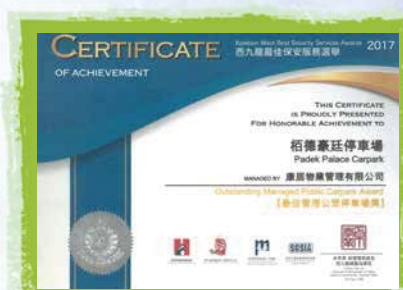 CERTIFICATE
OF ACHIEVEMENT
Kowloon West Best Security Services Awards 2017
西九龍最佳保安服務選舉
THIS CERTIFICATE
IS PROUDLY PRESENTED
FOR HONORABLE ACHIEVEMENT TO
栢德豪廷停車場
Padek Palace Carpark
MANAGED BY 康居物業管理有限公司
Outstanding Managed Public Carpark Award
【最佳管理公眾停車場獎】